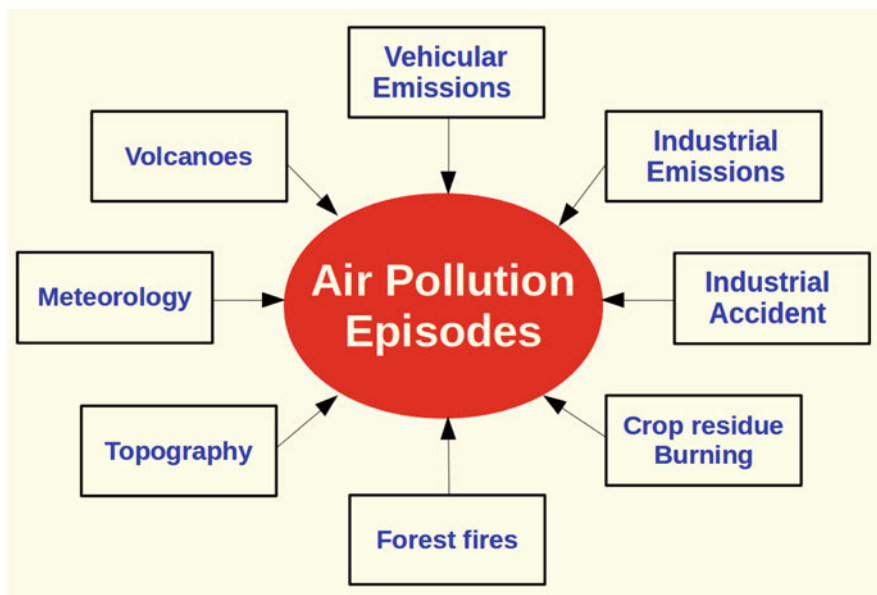 Vehicular
Emissions
Volcanoes
Industrial
Emissions
Air Pollution
Episodes
Meteorology
Industrial
Accident
Topography
Crop residue
Burning
Forest fires